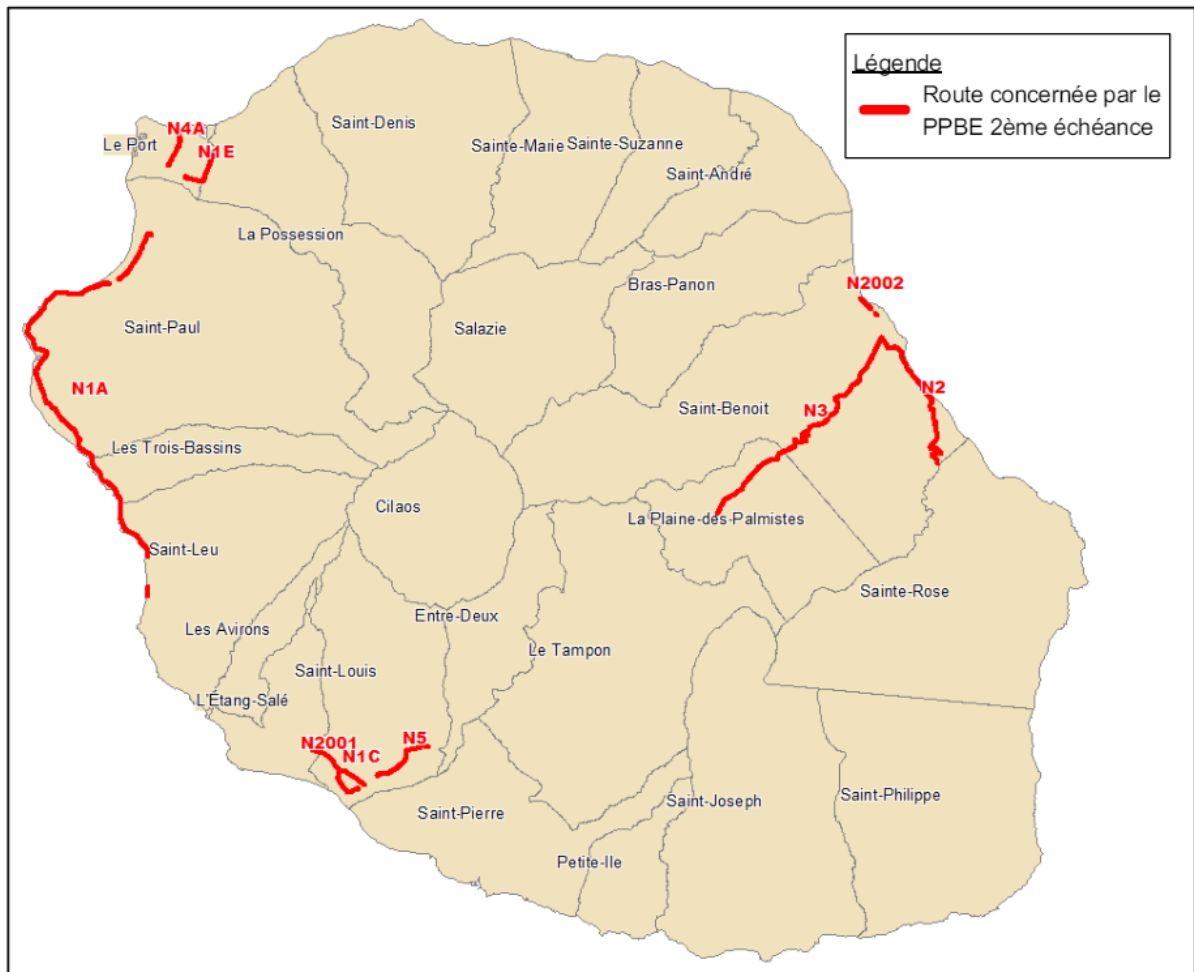 Légende
Route concernée par le
PPBE 2ème échéance
N4A
Le Port
N1E
Saint-Denis
Sainte-Marie
Sainte-Suzanne
Saint-André
La Possession
Bras-Panon
N2002
Saint-Paul
Salazie
N1A
N2
N3
Saint-Benoit
Les Trois-Bassins
Cilaos
La Plaine-des-Palmistes
Saint-Leu
Sainte-Rose
Entre-Deux
Les Avirons
Le Tampon
Saint-Louis
L'Étang-Salé
N2001
N5
N1C
Saint-Pierre
Saint-Joseph
Saint-Philippe
Petite-Ile